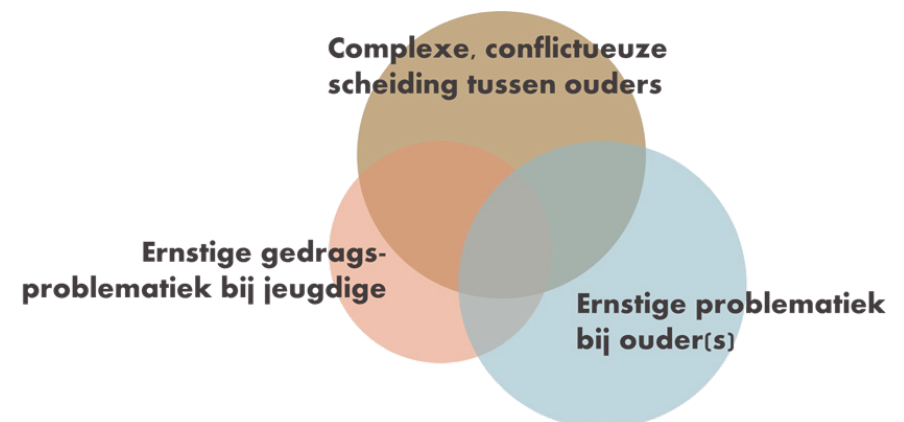 Complexe, conflictueuze
scheiding tussen ouders
Ernstige gedrags-
problematiek bij jeugdige
Ernstige problematiek
bij ouder(s)